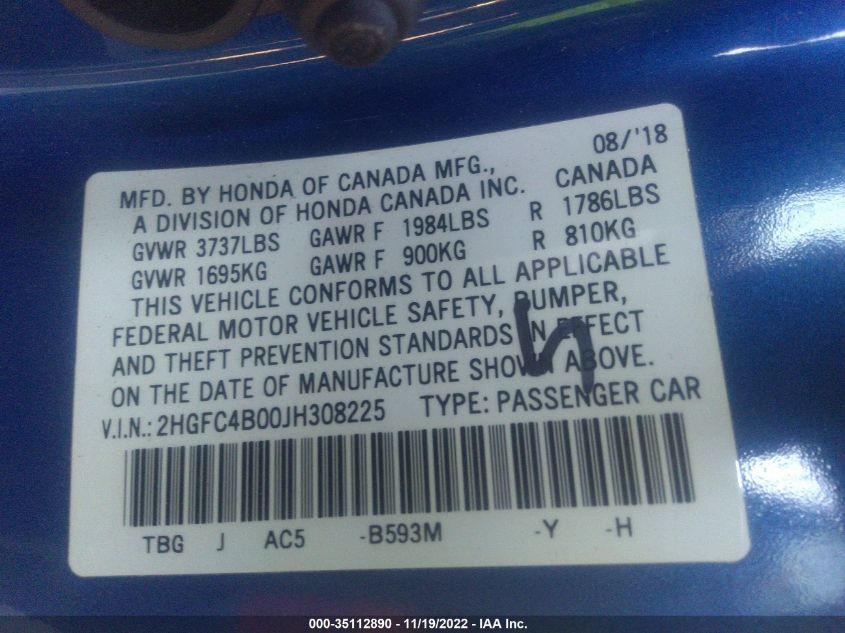 08/'18
MFD. BY HONDA OF CANADA MFG., CANADA
A DIVISION OF HONDA CANADA INC.
GVWR 3737LBS GAWR F 1984LBS R 1786LBS
GVWR 1695KG GAWR F 900KG R 810KG
THIS VEHICLE CONFORMS TO ALL APPLICABLE
FEDERAL MOTOR VEHICLE SAFETY, BUMPER,
AND THEFT PREVENTION STANDARDS IN EFFECT
ON THE DATE OF MANUFACTURE SHOWN ABOVE.
V.I.N.: 2HGFC4B00JH308225 TYPE: PASSENGER CAR
TBG J AC5 -B593M -Y -H
000-35112890 - 11/19/2022 - IAA Inc.